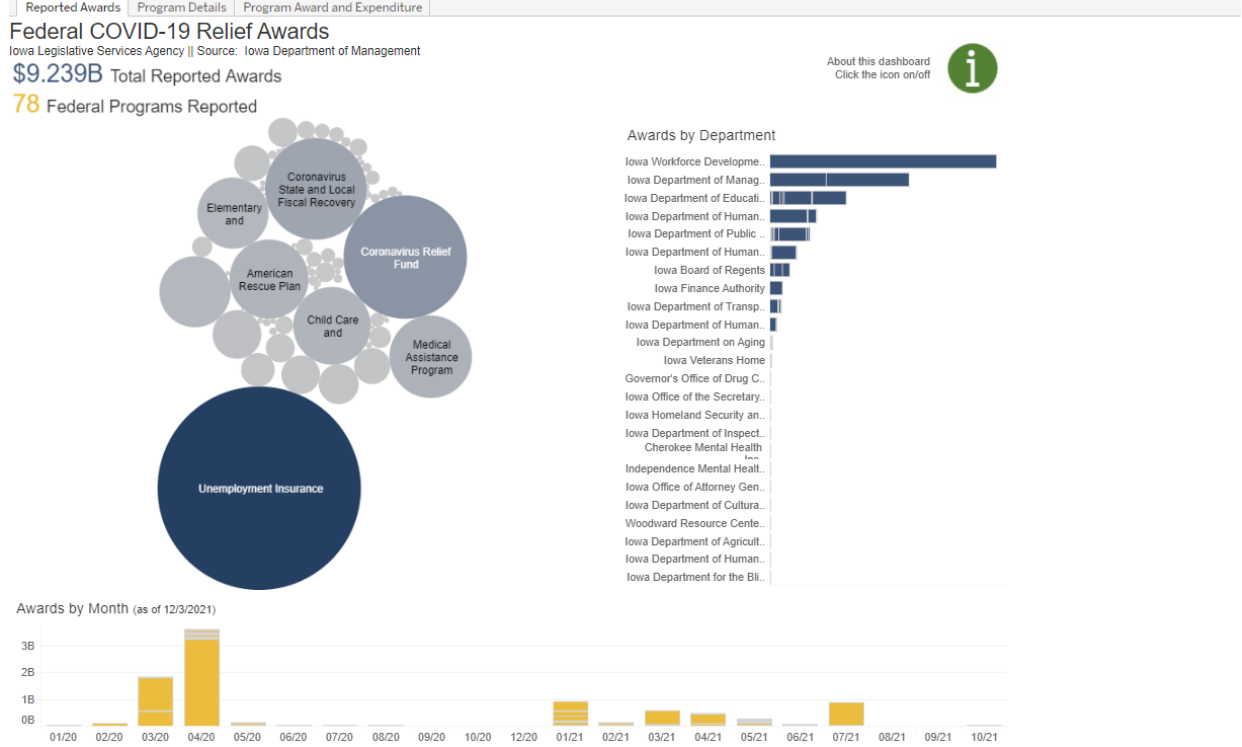 Reported Awards
Program Details
Program Award and Expenditure
Federal COVID-19 Relief Awards
Iowa Legislative Services Agency || Source: Iowa Department of Management
$9.239B Total Reported Awards
78 Federal Programs Reported
About this dashboard
Click the icon on/off
i
Coronavirus
State and Local
Fiscal Recovery
Elementary
and
Coronavirus Relief
Fund
American
Rescue Plan
Child Care
and
Medical
Assistance
Program
Unemployment Insurance
Awards by Department
Iowa Workforce Developme..
Iowa Department of Manag..
Iowa Department of Educati..
Iowa Department of Human..
Iowa Department of Public ..
Iowa Department of Human..
Iowa Board of Regents
Iowa Finance Authority
Iowa Department of Transp..
Iowa Department of Human..
Iowa Department on Aging
Iowa Veterans Home
Governor's Office of Drug C..
Iowa Office of the Secretary..
Iowa Homeland Security an..
Iowa Department of Inspect..
Cherokee Mental Health
Independence Mental Healt..
Iowa Office of Attorney Gen..
Iowa Department of Cultura..
Woodward Resource Cente..
Iowa Department of Agricult..
Iowa Department of Human..
Iowa Department for the Bli..
Awards by Month (as of 12/3/2021)
3B
2B
1B
0B
01/20 02/20 03/20 04/20 05/20 06/20 07/20 08/20 09/20 10/20 12/20 01/21 02/21 03/21 04/21 05/21 06/21 07/21 08/21 09/21 10/21